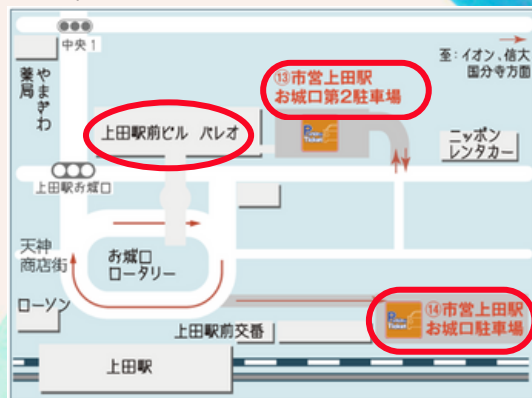 中央1
至：イオン、信大
国分寺方面
やまぎわ
薬局
⑬市営上田駅
お城口第2駐車場
上田駅前ビル パレオ
ニッポン
レンタカー
上田駅お城口
天神
商店街
お城口
ロータリー
ローソン
⑭市営上田駅
お城口駐車場
上田駅前交番
上田駅